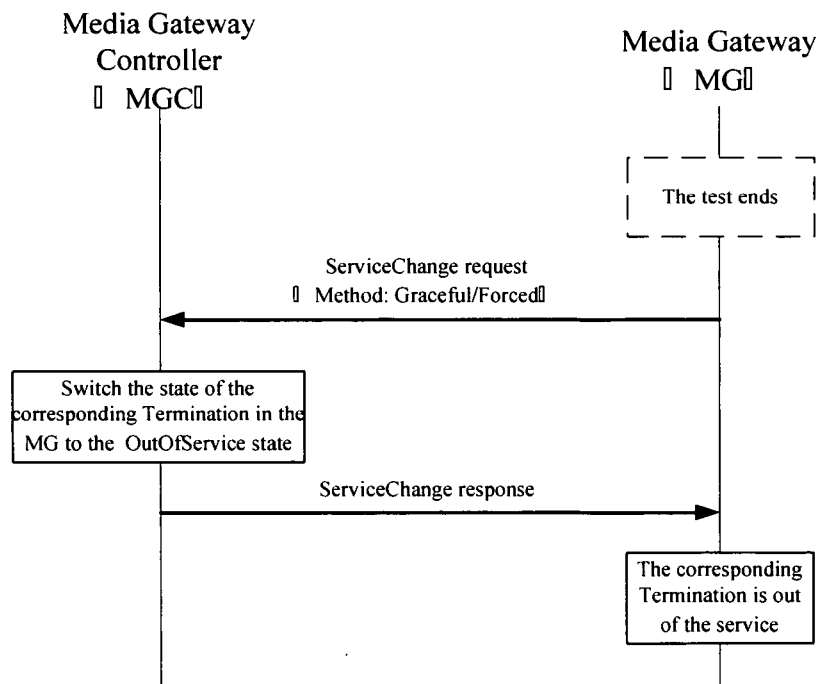 Media Gateway
Controller
▯ MGC▯
Media Gateway
▯ MG▯
The test ends
ServiceChange request
▯ Method: Graceful/Forced▯
Switch the state of the
corresponding Termination in the
MG to the OutOfService state
ServiceChange response
The corresponding
Termination is out
of the service